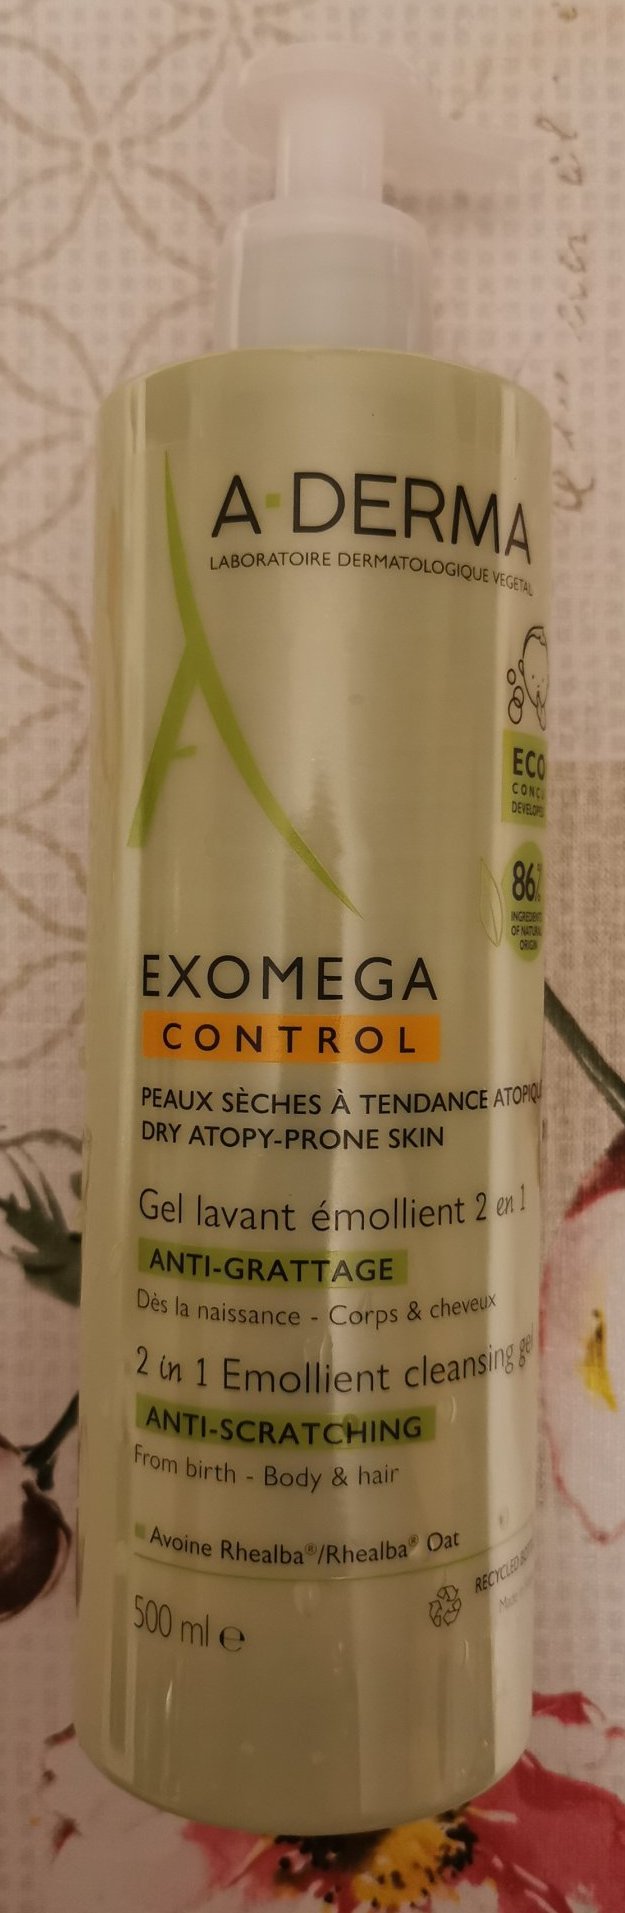 A·DERMA
LABORATOIRE DERMATOLOGIQUE VEGETAL
ECO
86%
INGREDIENTS
OF NATURAL
ORIGIN
EXOMEGA
CONTROL
PEAUX SÈCHES À TENDANCE
DRY ATOPY-PRONE SKIN
Gel lavant émollient 2 en 1
ANTI-GRATTAGE
Dès la naissance - Corps & cheveux
2 in 1 Emollient cleansing gel
ANTI-SCRATCHING
From birth - Body & hair
Avoine Rhealba®/Rhealba® Oat
RECYCLED
500 ml ℮